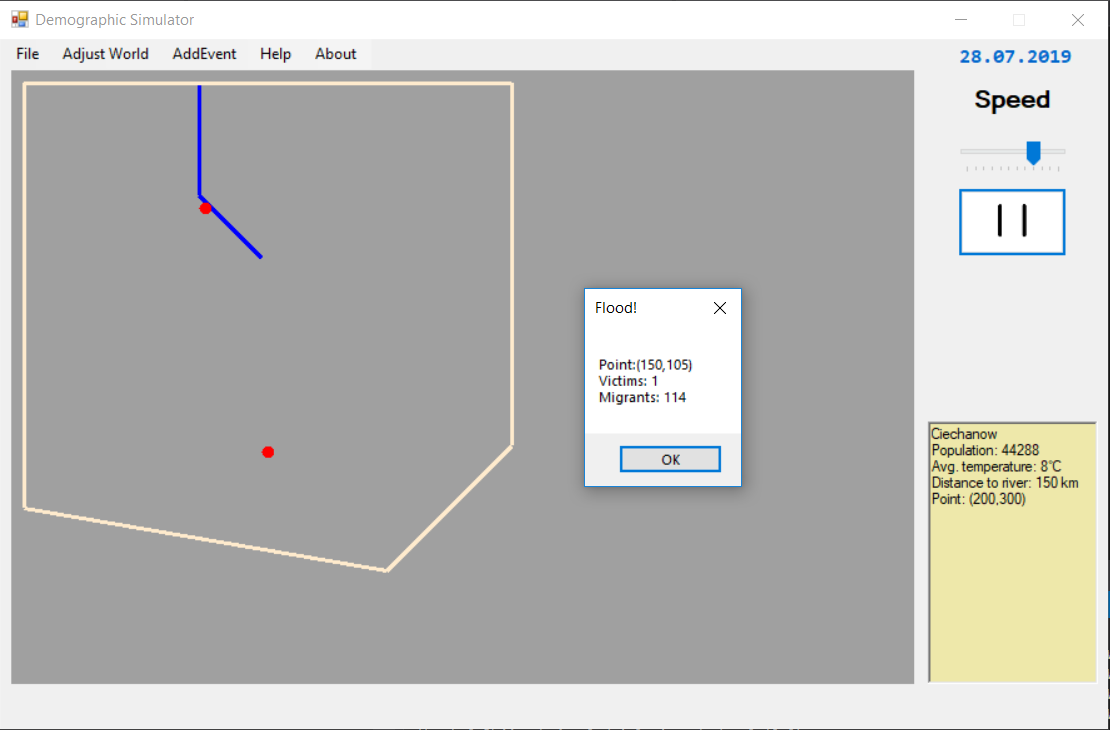 Demographic Simulator
File Adjust World AddEvent Help About
28.07.2019
Speed
Flood!
Point:(150,105)
Victims: 1
Migrants: 114
OK
Ciechanow
Population: 44288
Avg. temperature: 8°C
Distance to river: 150 km
Point: (200,300)